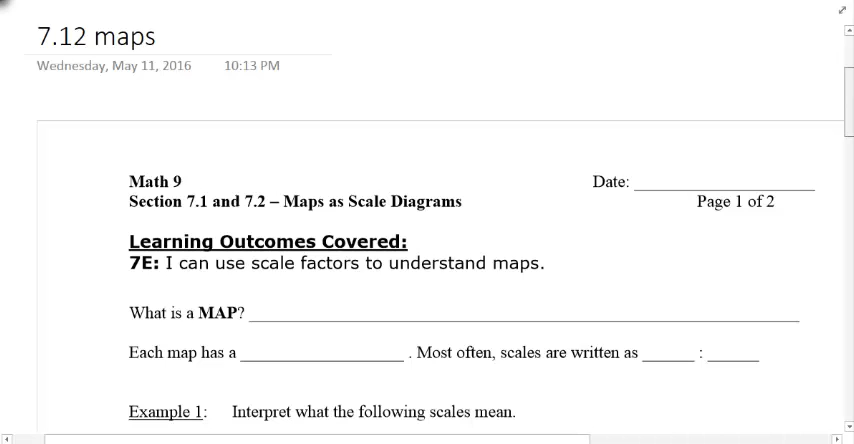 7.12 maps
Wednesday, May 11, 2016 10:13 PM
Math 9 Date: ____________________
Section 7.1 and 7.2 – Maps as Scale Diagrams Page 1 of 2
Learning Outcomes Covered:
7E: I can use scale factors to understand maps.
What is a MAP? ______________________________________________________________
Each map has a __________________ . Most often, scales are written as ______ : ______
Example 1: Interpret what the following scales mean.